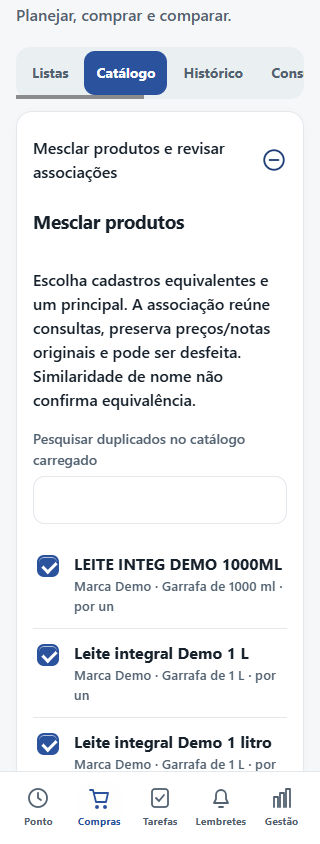 Planejar, comprar e comparar.
Listas Catálogo Histórico Cons
Mesclar produtos e revisar
associações
Mesclar produtos
Escolha cadastros equivalentes e
um principal. A associação reúne
consultas, preserva preços/notas
originais e pode ser desfeita.
Similaridade de nome não
confirma equivalência.
Pesquisar duplicados no catálogo
carregado
LEITE INTEG DEMO 1000ML
Marca Demo · Garrafa de 1000 ml ·
por un
Leite integral Demo 1 L
Marca Demo · Garrafa de 1 L · por
un
Leite integral Demo 1 litro
Marca Demo · Garrafa de 1 L · por
Ponto Compras Tarefas Lembretes Gestão